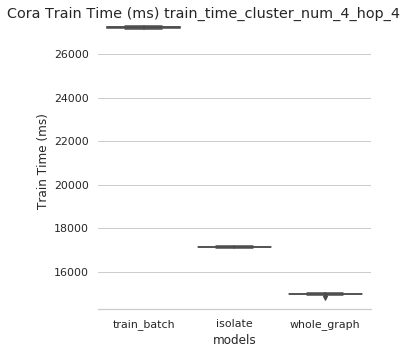 Cora Train Time (ms) train_time_cluster_num_4_hop_4
26000
24000
22000
20000
18000
16000
Train Time (ms)
train_batch
isolate
whole_graph
models